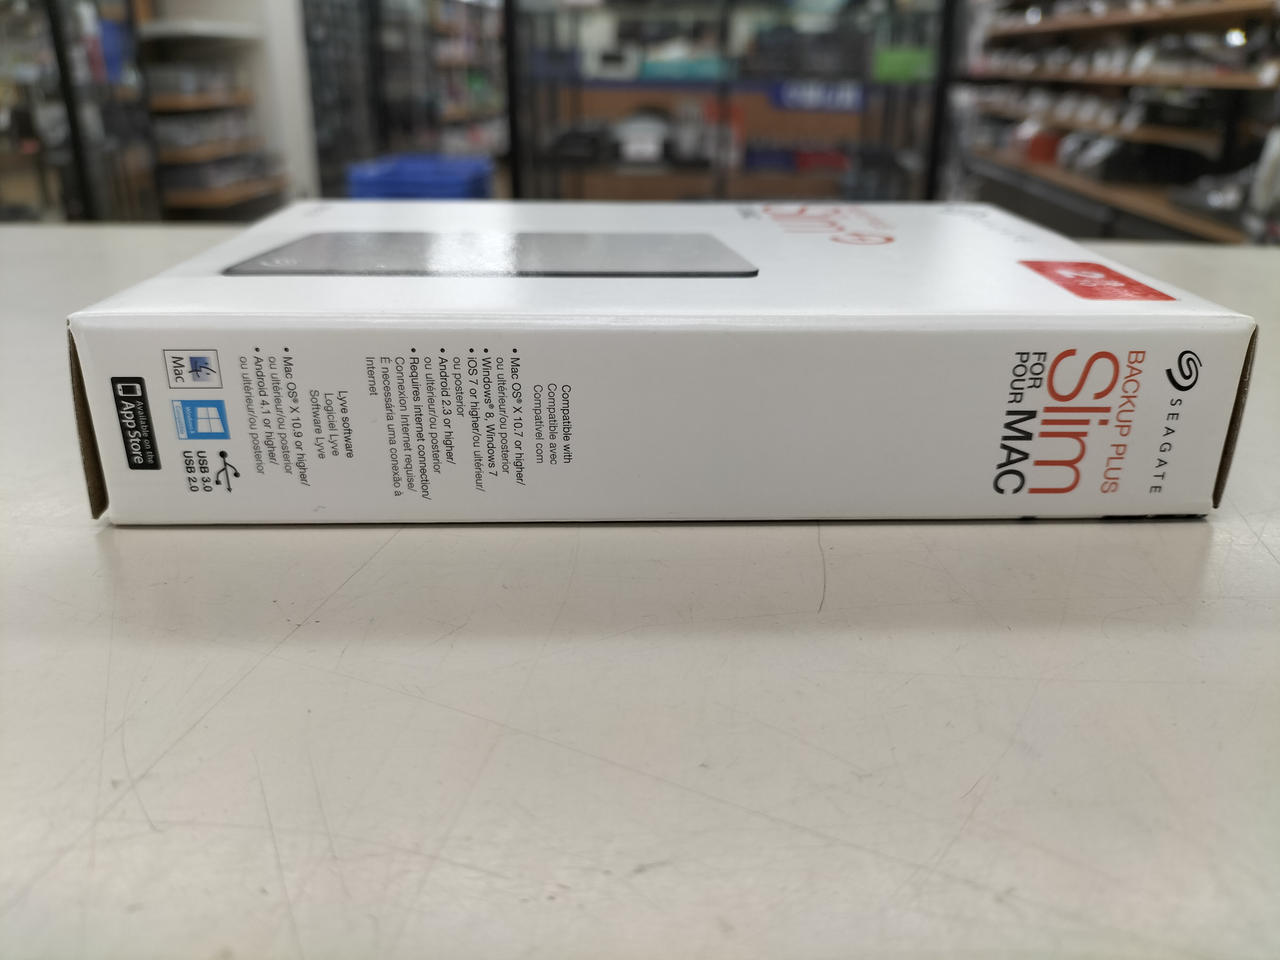 SEAGATE
BACKUP PLUS
Slim
FOR
POUR MAC
Compatible with
Compatible avec
Compatível com
• Mac OS® X 10.7 or higher/
ou ultérieur/ou posterior
• Windows® 8, Windows 7
• iOS 7 or higher/ou ultérieur/
ou posterior
• Android 2.3 or higher/
ou ultérieur/ou posterior
• Requires Internet connection/
Connexion Internet requise/
É necessária uma conexão à
Internet
Lyve software
Logiciel Lyve
Software Lyve
• Mac OS® X 10.9 or higher/
ou ultérieur/ou posterior
• Android 4.1 or higher/
ou ultérieur/ou posterior
USB 3.0
USB 2.0
Mac
Windows 8
Compatible
Available on the
App Store
Slim